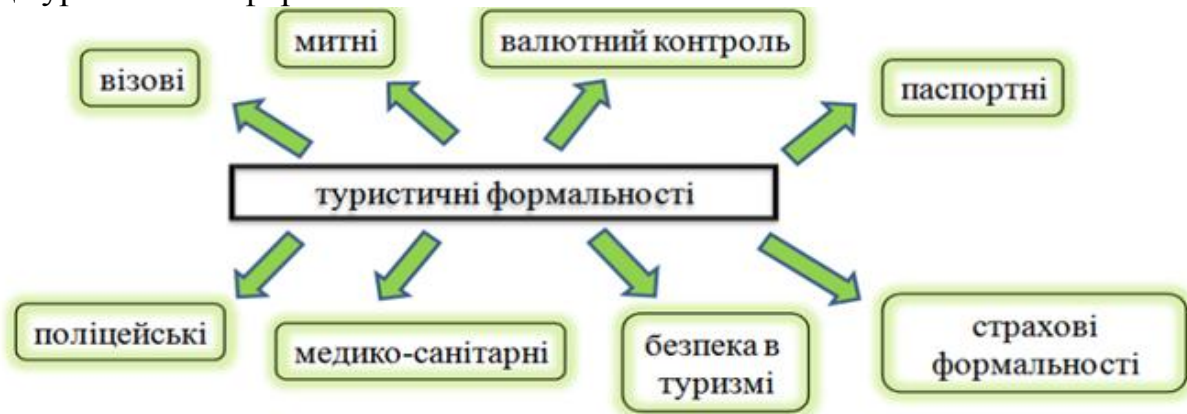 митні
валютний контроль
візові
паспортні
туристичні формальності
поліцейські
медико-санітарні
безпека в
туризмі
страхові
формальності